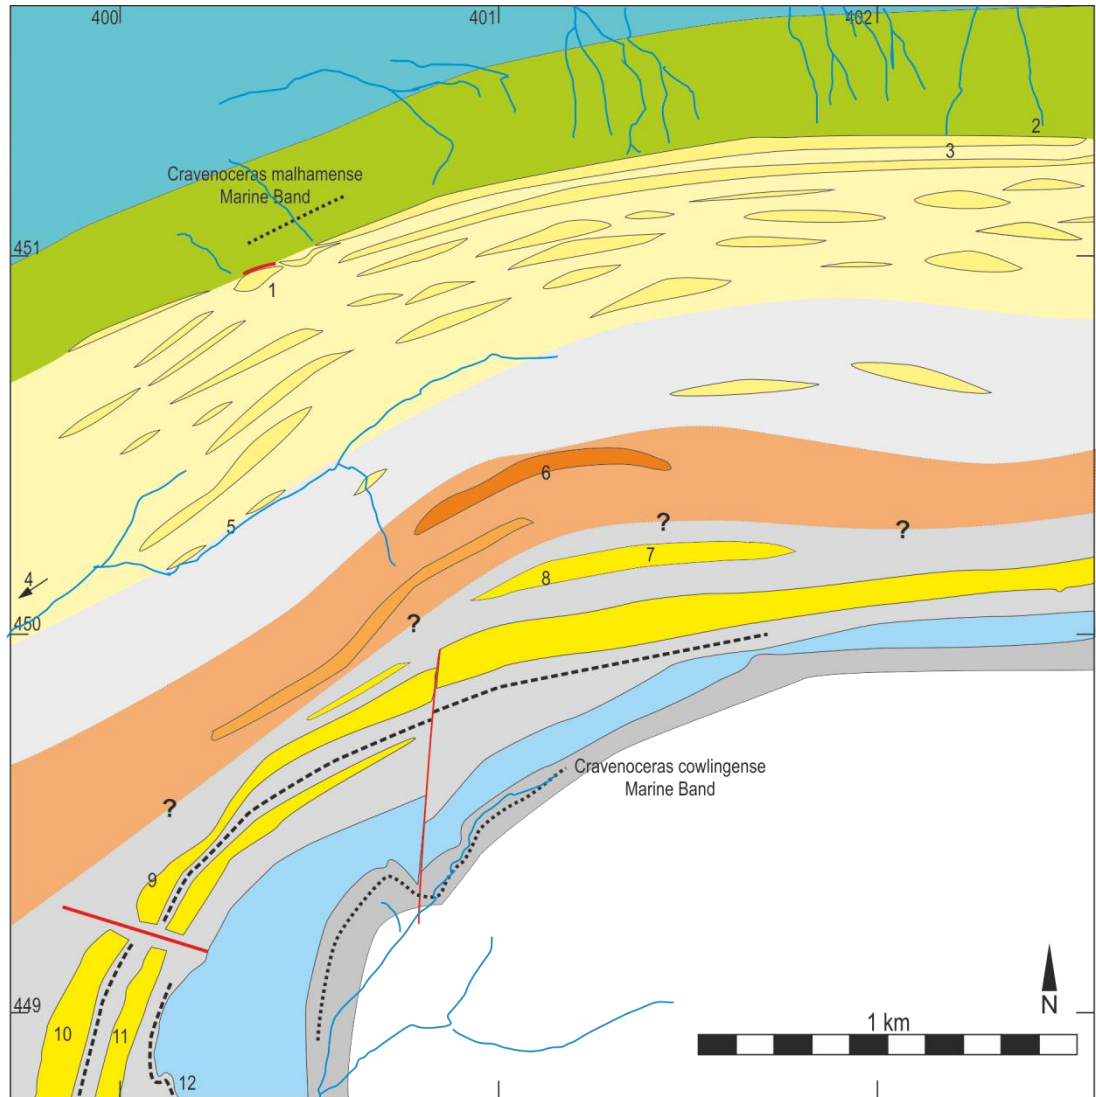 400 401 402
2
3
Cravenoceras malhamense
Marine Band
451
1
6
5
?
?
7
4
8
450
?
Cravenoceras cowlingense
Marine Band
?
9
N
449
1 km
10
11
12